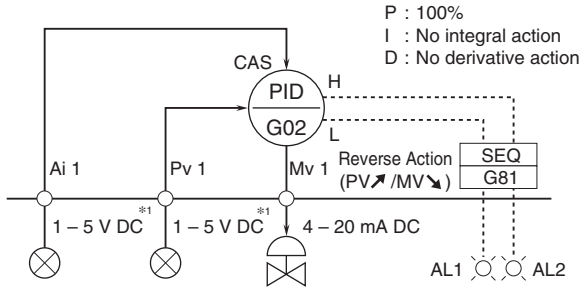 P : 100%
I : No integral action
D : No derivative action
CAS
PID
G02
H
L
Ai 1
Pv 1
Mv 1
Reverse Action
(PV↗ /MV↘ )
SEQ
G81
1 – 5 V DC*1
1 – 5 V DC*1
4 – 20 mA DC
AL1
AL2